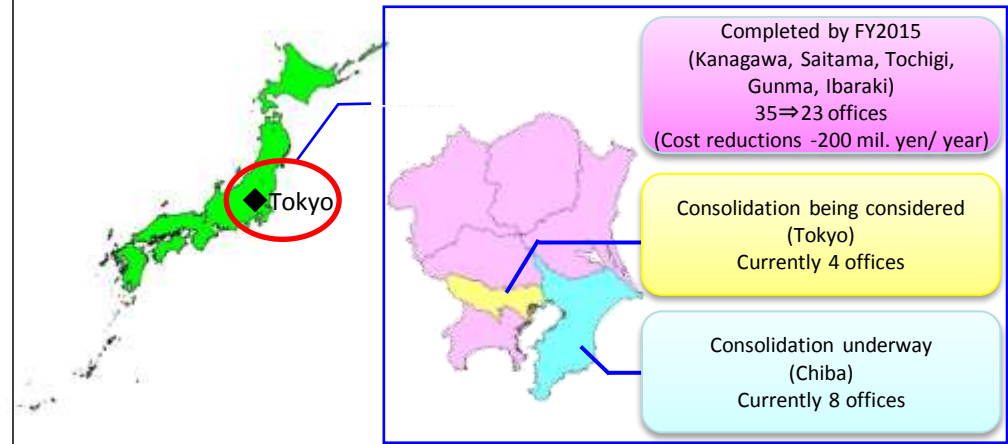 Tokyo
Completed by FY2015
(Kanagawa, Saitama, Tochigi,
Gunma, Ibaraki)
35⇒23 offices
(Cost reductions -200 mil. yen/ year)
Consolidation being considered
(Tokyo)
Currently 4 offices
Consolidation underway
(Chiba)
Currently 8 offices